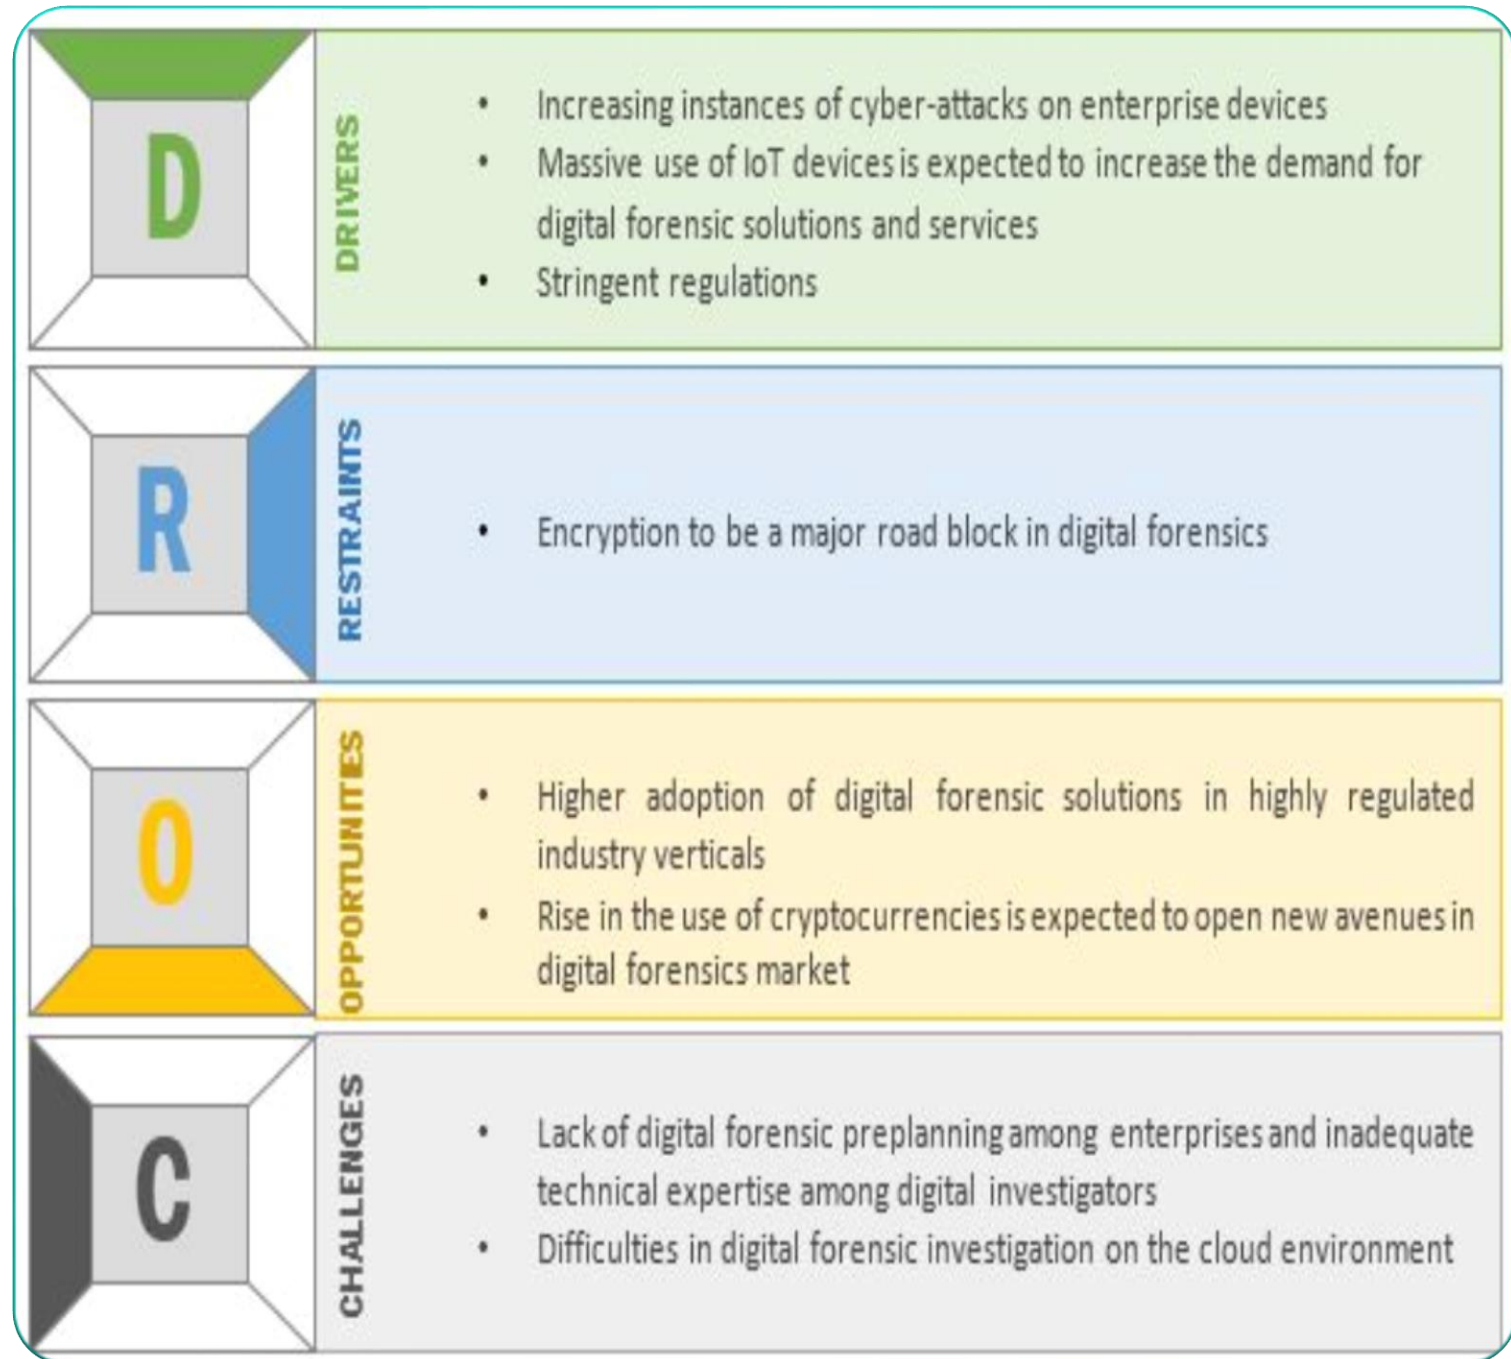 D
DRIVERS
• Increasing instances of cyber-attacks on enterprise devices
• Massive use of IoT devices is expected to increase the demand for
digital forensic solutions and services
• Stringent regulations
R
RESTRAINTS
• Encryption to be a major road block in digital forensics
O
OPPORTUNITIES
• Higher adoption of digital forensic solutions in highly regulated
industry verticals
• Rise in the use of cryptocurrencies is expected to open new avenues in
digital forensics market
C
CHALLENGES
• Lack of digital forensic preplanning among enterprises and inadequate
technical expertise among digital investigators
• Difficulties in digital forensic investigation on the cloud environment